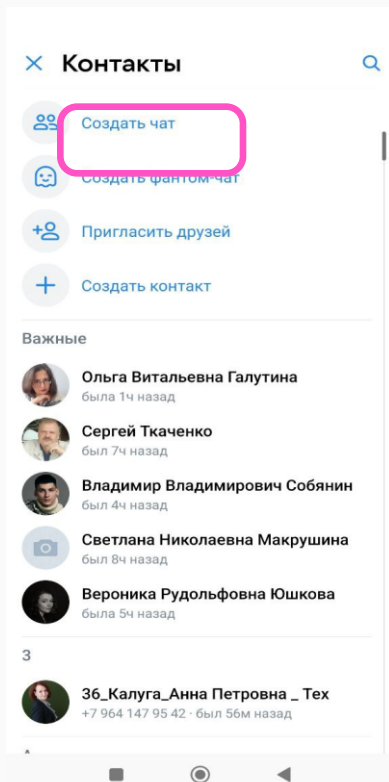 Контакты
Создать чат
Создать фантом-чат
Пригласить друзей
Создать контакт
Важные
Ольга Витальевна Галутина
была 1ч назад
Сергей Ткаченко
был 7ч назад
Владимир Владимирович Собянин
был 4ч назад
Светлана Николаевна Макрушина
был 8ч назад
Вероника Рудольфовна Юшкова
была 5ч назад
3
36_Калуга_Анна Петровна _ Тех
+7 964 147 95 42 · был 56м назад